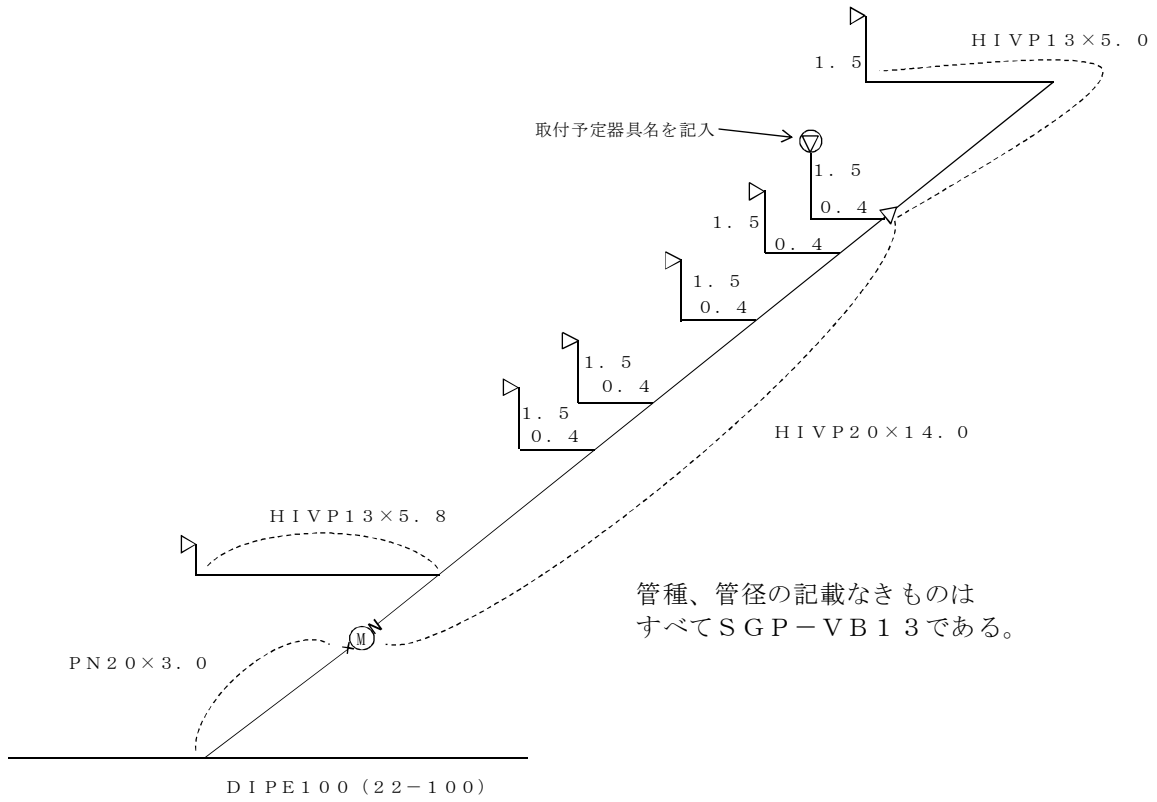 ＨＩＶＰ１３×５．０
１．５
取付予定器具名を記入
１．５
０．４
１．５
０．４
１．５
０．４
１．５
０．４
１．５
０．４
ＨＩＶＰ２０×１４．０
ＨＩＶＰ１３×５．８
管種、管径の記載なきものは
すべてＳＧＰ－ＶＢ１３である。
M
N
ＰＮ２０×３．０
ＤＩＰＥ１００（２２－１００）